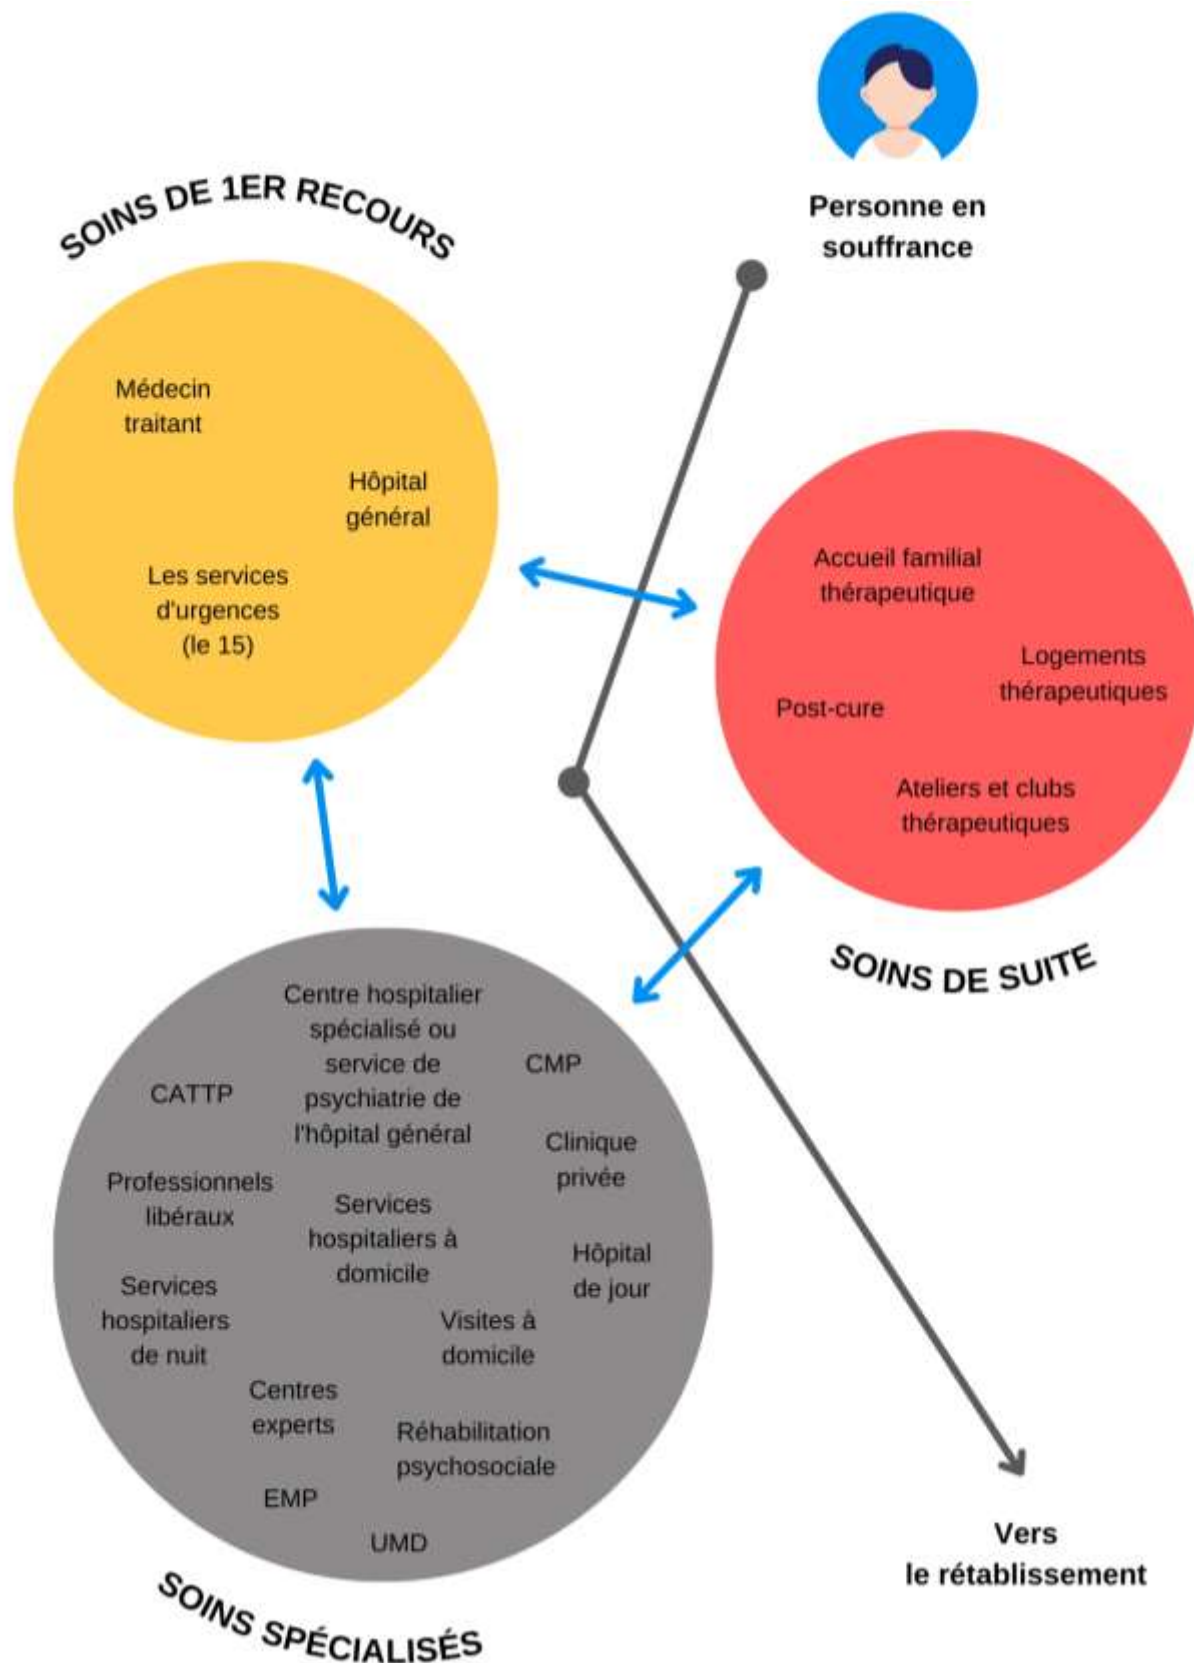 Personne en
souffrance
SOINS DE 1ER RECOURS
Médecin
traitant
Hôpital
général
Les services
d'urgences
(le 15)
Accueil familial
thérapeutique
Logements
thérapeutiques
Post-cure
Ateliers et clubs
thérapeutiques
SOINS DE SUITE
Centre hospitalier
spécialisé ou
service de
psychiatrie de
l'hôpital général
CMP
CATTP
Clinique
privée
Professionnels
libéraux
Services
hospitaliers à
domicile
Hôpital
de jour
Services
hospitaliers
de nuit
Visites à
domicile
Centres
experts
Réhabilitation
psychosociale
EMP
UMD
SOINS SPÉCIALISÉS
Vers
le rétablissement